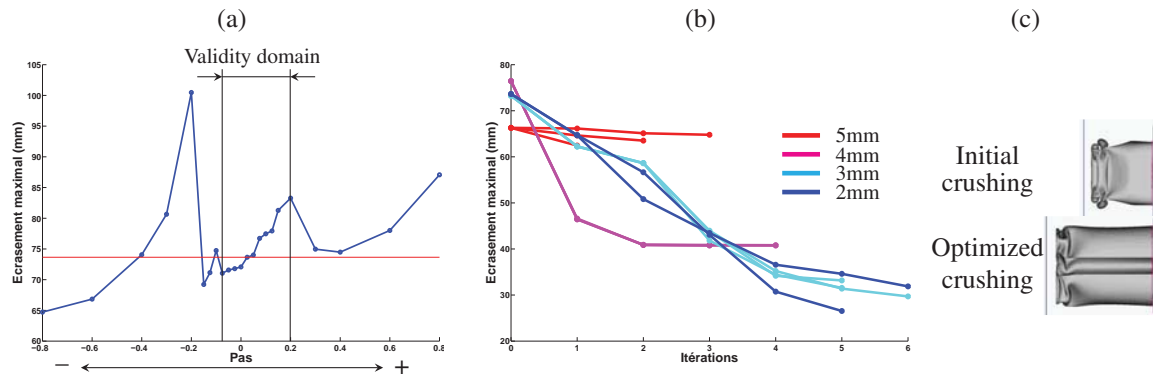 (a)
Validity domain
Ecrasement maximal (mm)
105
100
95
90
85
80
75
70
65
60
−0.8 −0.6 −0.4 −0.2 0 0.2 0.4 0.6 0.8
Pas
− +
(b)
Ecrasement maximal (mm)
80
70
60
50
40
30
20
0 1 2 3 4 5 6
Itérations
5mm
4mm
3mm
2mm
(c)
Initial
crushing
Optimized
crushing